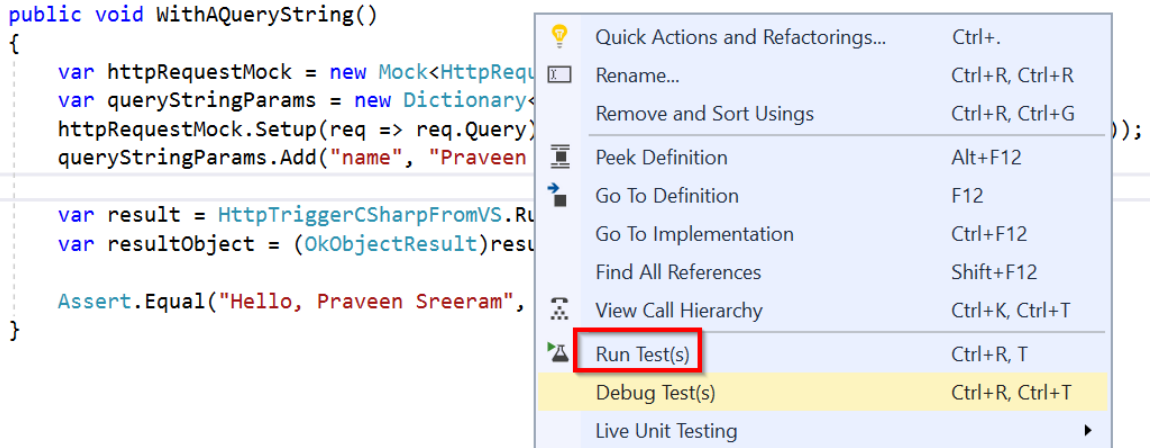 public void WithAQueryString()
{
var httpRequestMock = new Mock<HttpRequ
var queryStringParams = new Dictionary<
httpRequestMock.Setup(req => req.Query) ));
queryStringParams.Add("name", "Praveen
var result = HttpTriggerCSharpFromVS.Ru
var resultObject = (OkObjectResult)resu
Assert.Equal("Hello, Praveen Sreeram",
}
Quick Actions and Refactorings... Ctrl+.
Rename... Ctrl+R, Ctrl+R
Remove and Sort Usings Ctrl+R, Ctrl+G
Peek Definition Alt+F12
Go To Definition F12
Go To Implementation Ctrl+F12
Find All References Shift+F12
View Call Hierarchy Ctrl+K, Ctrl+T
Run Test(s) Ctrl+R, T
Debug Test(s) Ctrl+R, Ctrl+T
Live Unit Testing